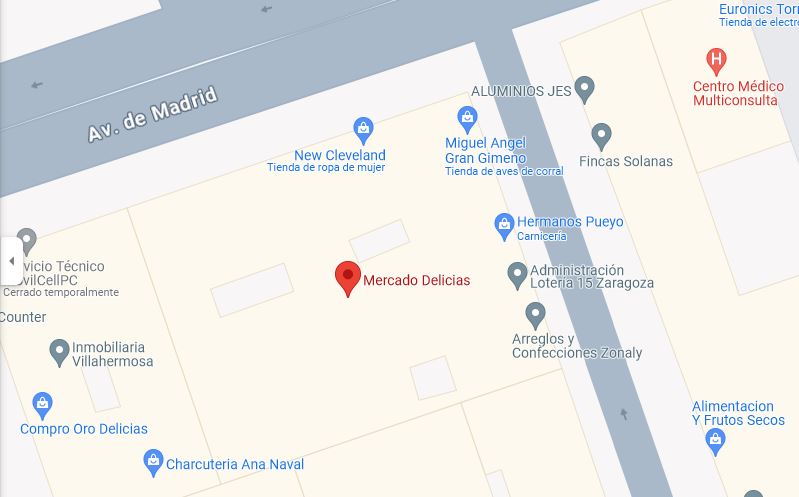 Euronics Torr
Tienda de electro
Centro Médico
Multiconsulta
ALUMINIOS JES
Av. de Madrid
Fincas Solanas
Miguel Angel
Gran Gimeno
Tienda de aves de corral
New Cleveland
Tienda de ropa de mujer
Hermanos Pueyo
Carnicería
Administración
Lotería 15 Zaragoza
Mercado Delicias
vicio Técnico
vilCellPC
Cerrado temporalmente
Counter
Arreglos y
Confecciones Zonaly
Inmobiliaria
Villahermosa
Compro Oro Delicias
Alimentacion
Y Frutos Secos
Charcuteria Ana Naval
H